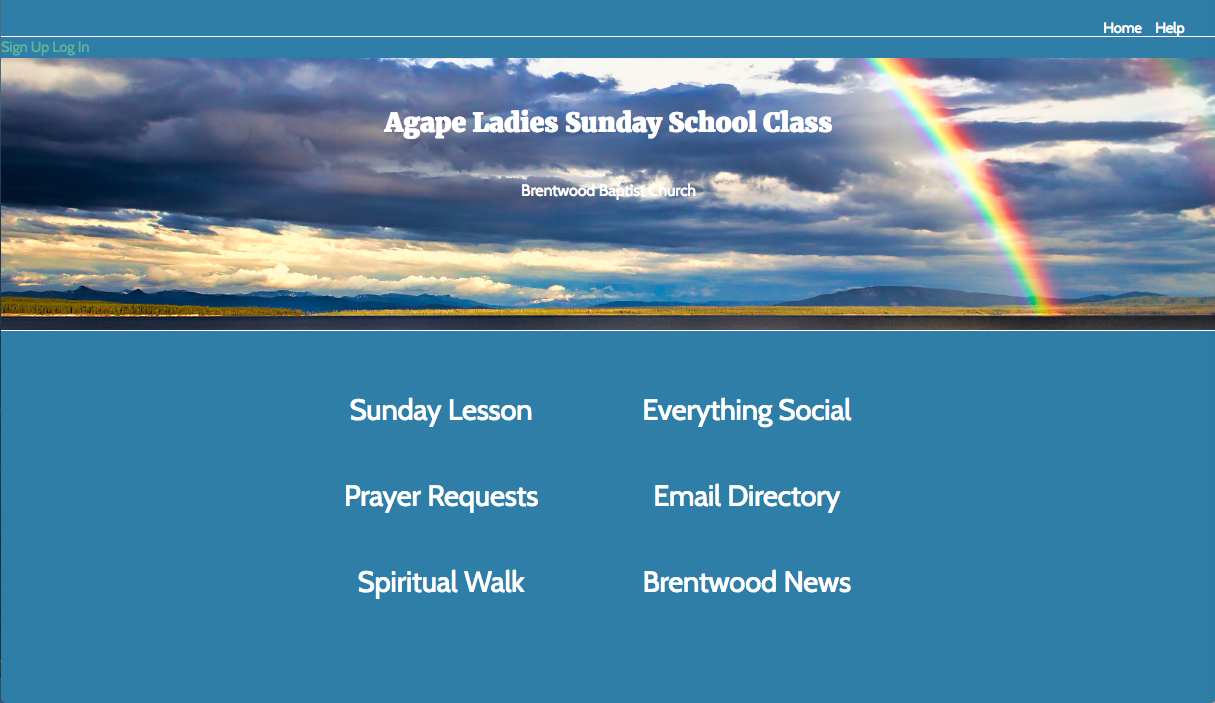 Home Help
Sign Up Log In
Agape Ladies Sunday School Class
Brentwood Baptist Church
Sunday Lesson Everything Social
Prayer Requests Email Directory
Spiritual Walk Brentwood News